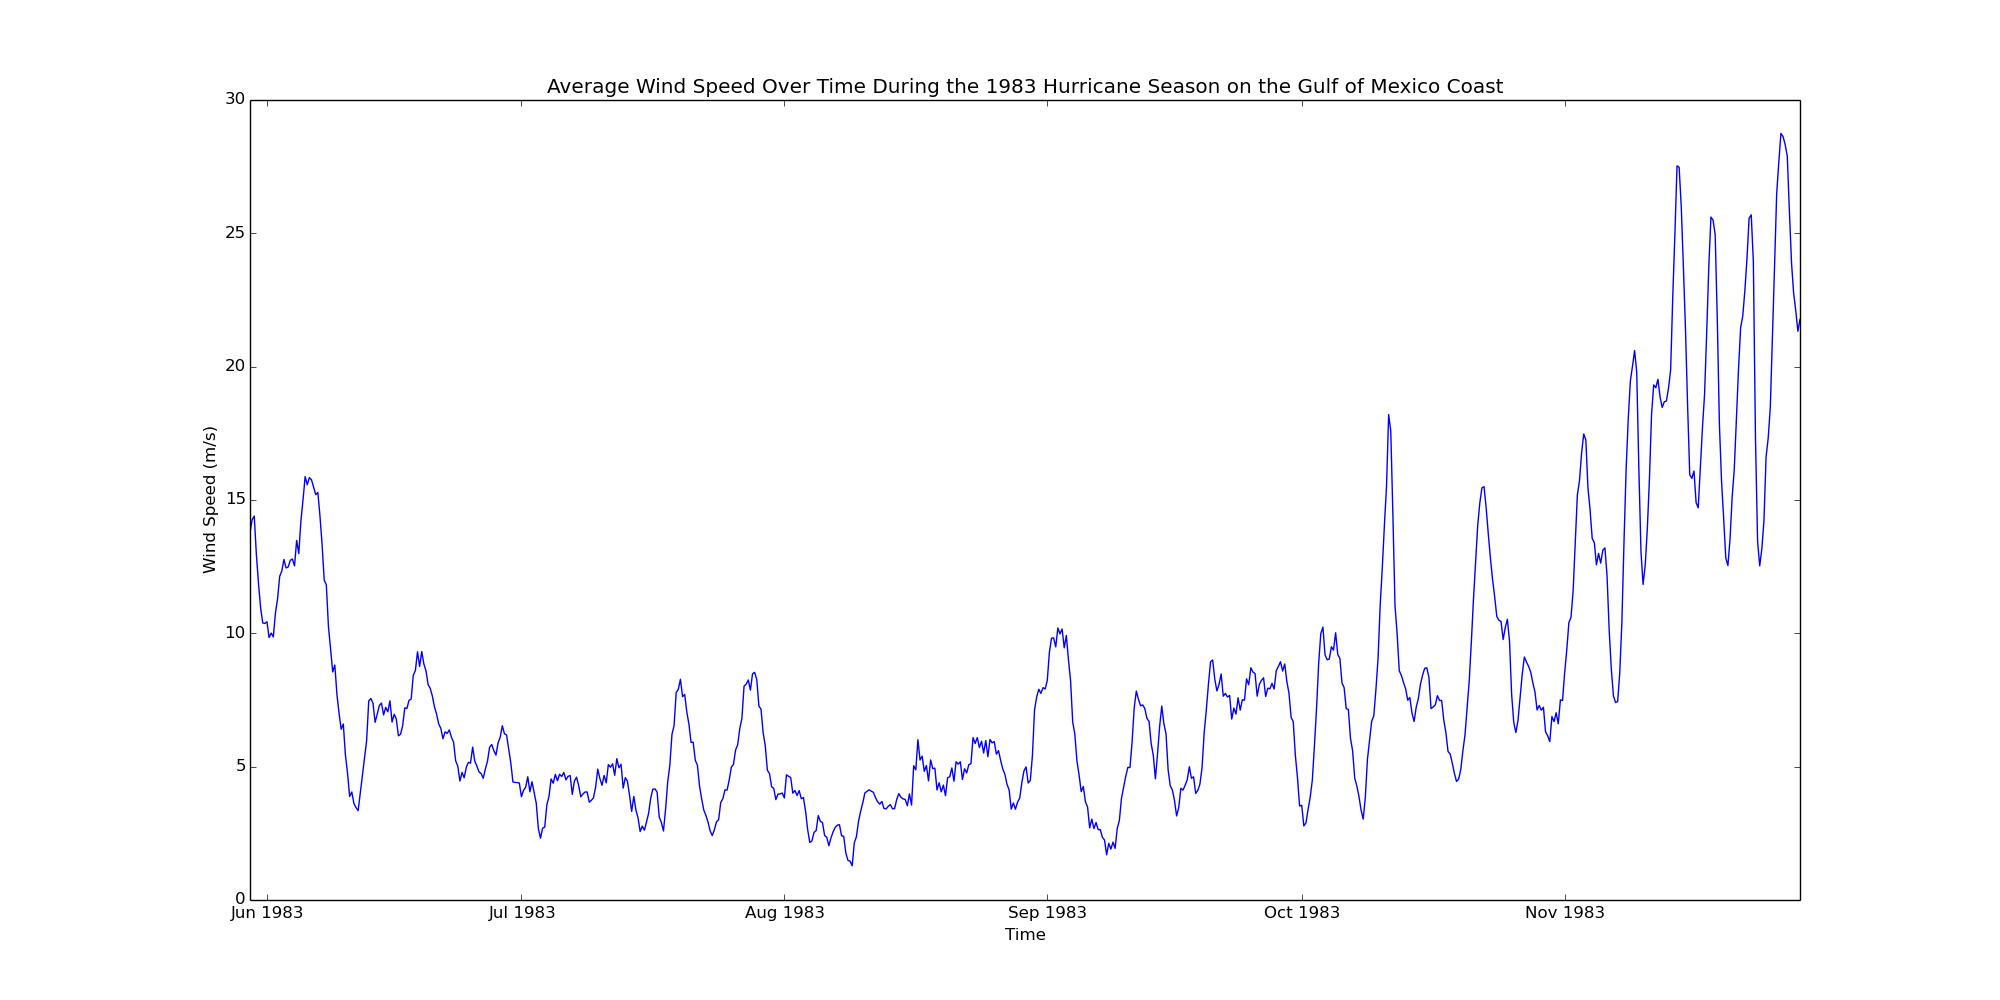 Average Wind Speed Over Time During the 1983 Hurricane Season on the Gulf of Mexico Coast
30
25
20
15
10
5
0
Wind Speed (m/s)
Jun 1983 Jul 1983 Aug 1983 Sep 1983 Oct 1983 Nov 1983
Time